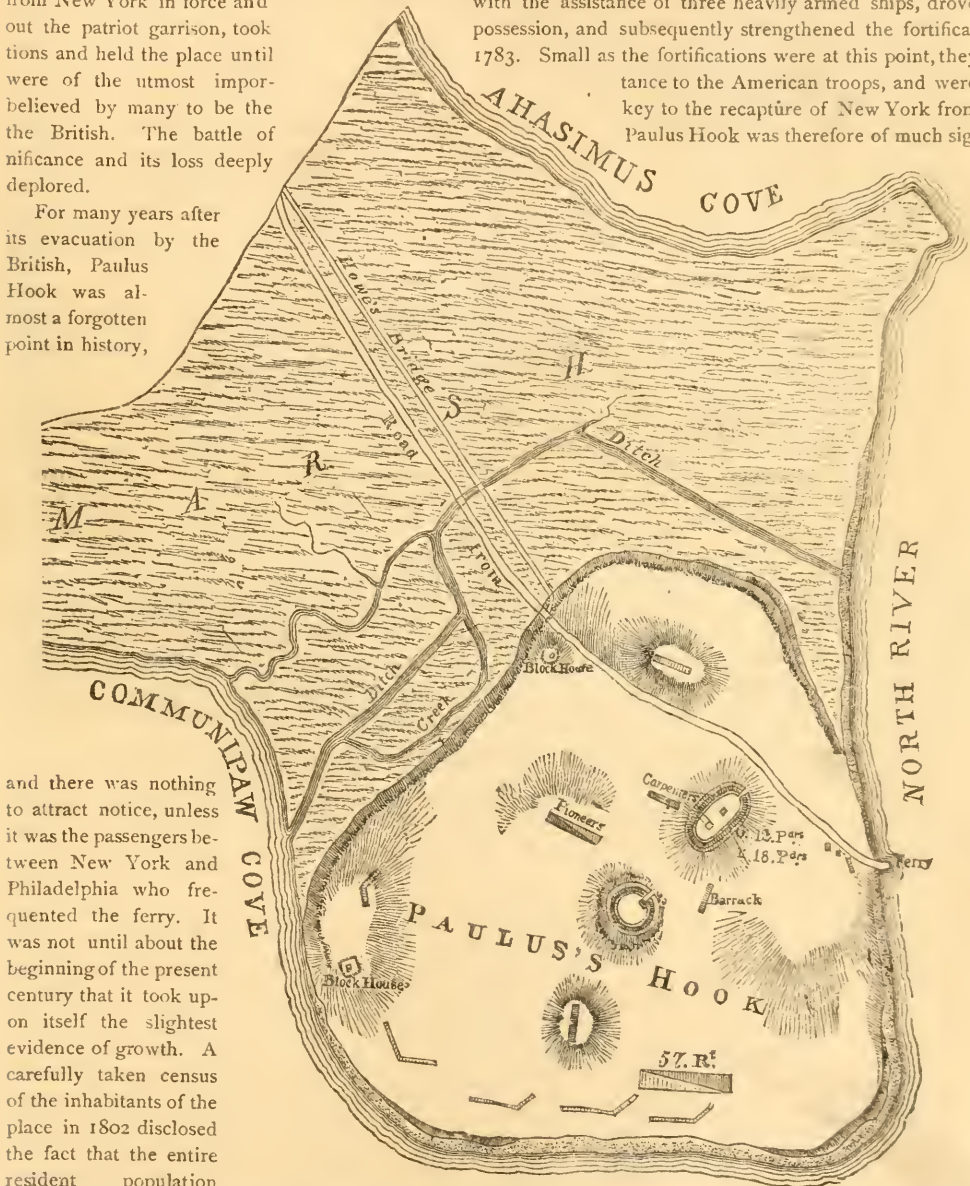 from New York in force and with the assistance of three heavily armed ships, drove
out the patriot garrison, took possession, and subsequently strengthened the fortifica
tions and held the place until 1783. Small as the fortifications were at this point, they
were of the utmost impor- tance to the American troops, and were
believed by many to be the key to the recapture of New York from
the British. The battle of Paulus Hook was therefore of much sig
nificance and its loss deeply
deplored.
For many years after
its evacuation by the
British, Paulus
Hook was al-
most a forgotten
point in history,
AHASIMUS COVE
Howe's Bridge
Road from
MARSH
Ditch
NORTH RIVER
COMMUNIPAW COVE
Ditch
Creek
Block House
Carpenters
Pioneers
12. Pdrs
18. Pdrs
Ferry
Barrack
PAULUS'S HOOK
Block House
57. Rt.
and there was nothing
to attract notice, unless
it was the passengers be-
tween New York and
Philadelphia who fre-
quented the ferry. It
was not until about the
beginning of the present
century that it took up-
on itself the slightest
evidence of growth. A
carefully taken census
of the inhabitants of the
place in 1802 disclosed
the fact that the entire
resident population